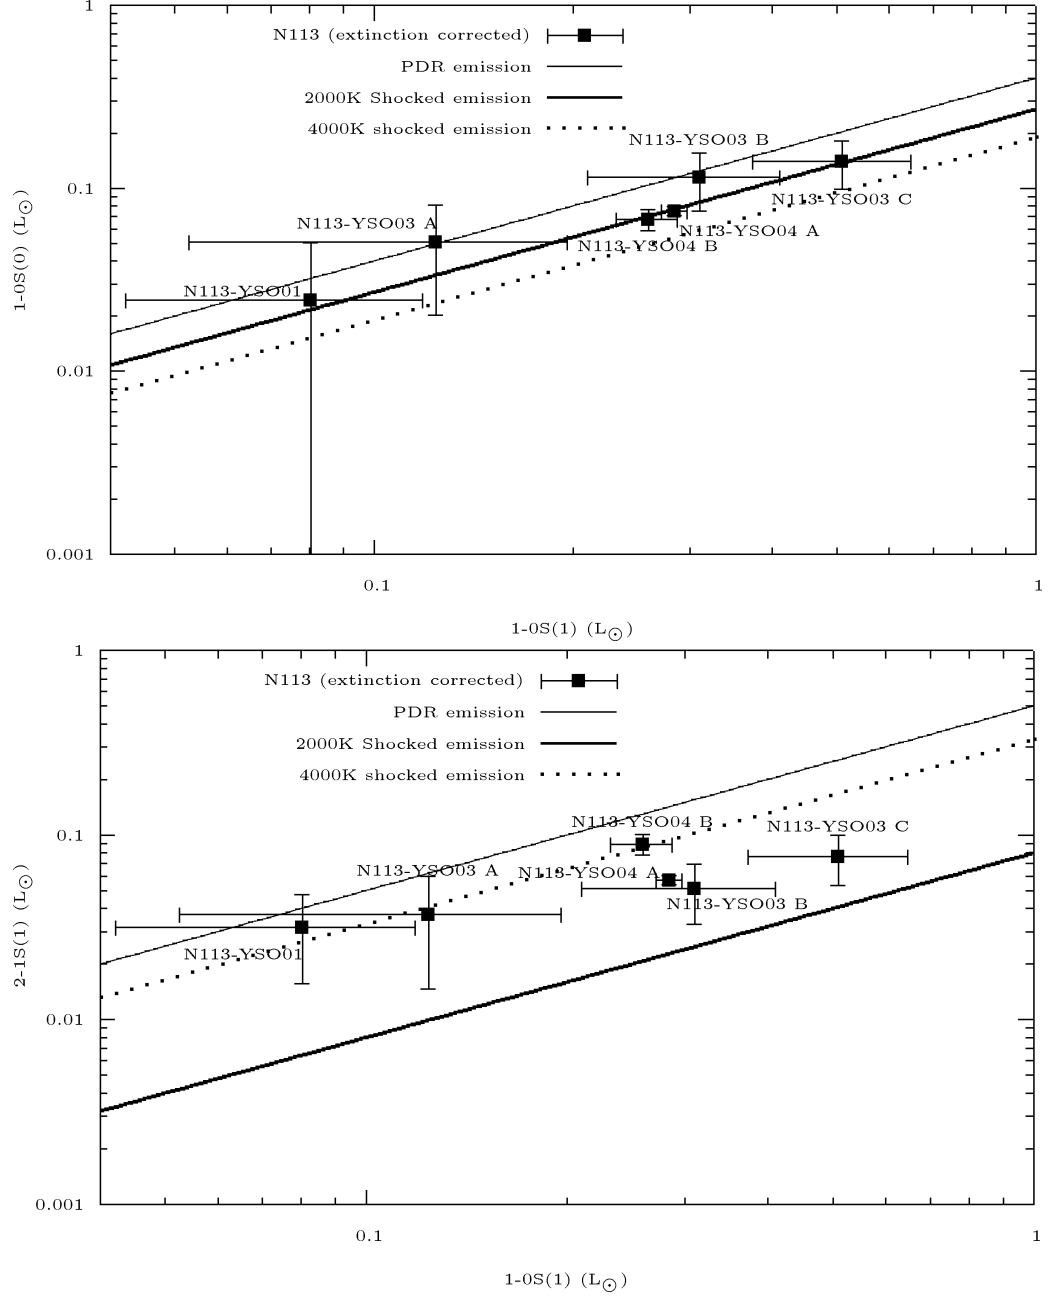 1
N113 (extinction corrected)
PDR emission
2000K Shocked emission
4000K shocked emission
N113-YSO03 B
0.1
N113-YSO03 C
N113-YSO03 A
N113-YSO04 A
N113-YSO04 B
N113-YSO01
1-0S(0) (L⊙)
0.01
0.001
0.1
1
1-0S(1) (L⊙)
1
N113 (extinction corrected)
PDR emission
2000K Shocked emission
4000K shocked emission
N113-YSO04 B
N113-YSO03 C
0.1
N113-YSO03 A
N113-YSO04 A
N113-YSO03 B
N113-YSO01
2-1S(1) (L⊙)
0.01
0.001
0.1
1
1-0S(1) (L⊙)